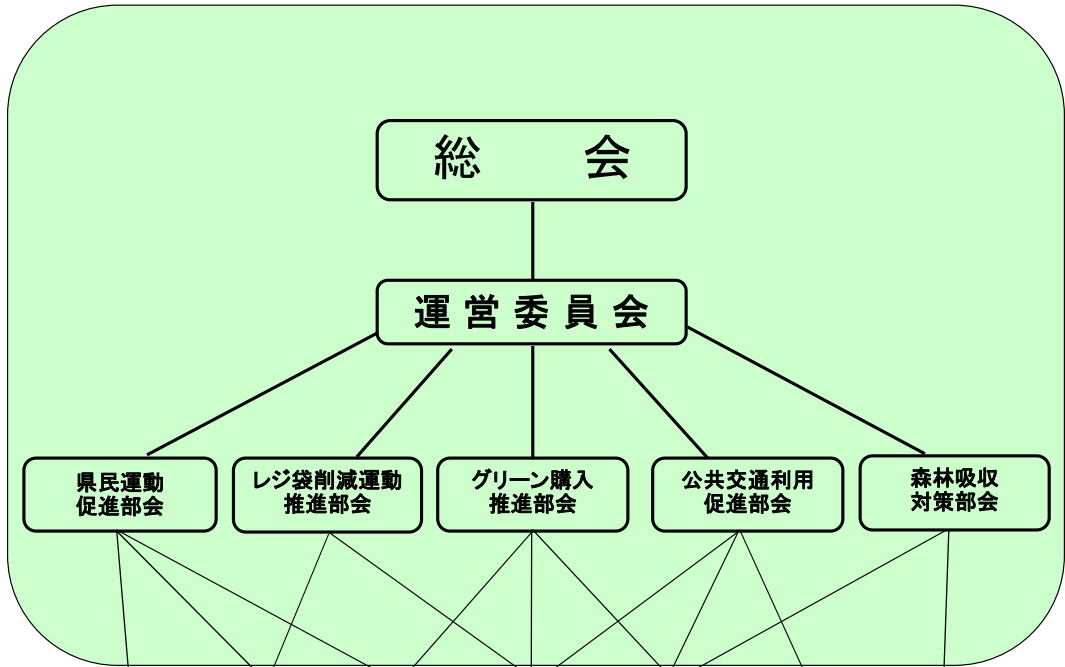 総　会
運営委員会
県民運動
促進部会
レジ袋削減運動
推進部会
グリーン購入
推進部会
公共交通利用
促進部会
森林吸収
対策部会